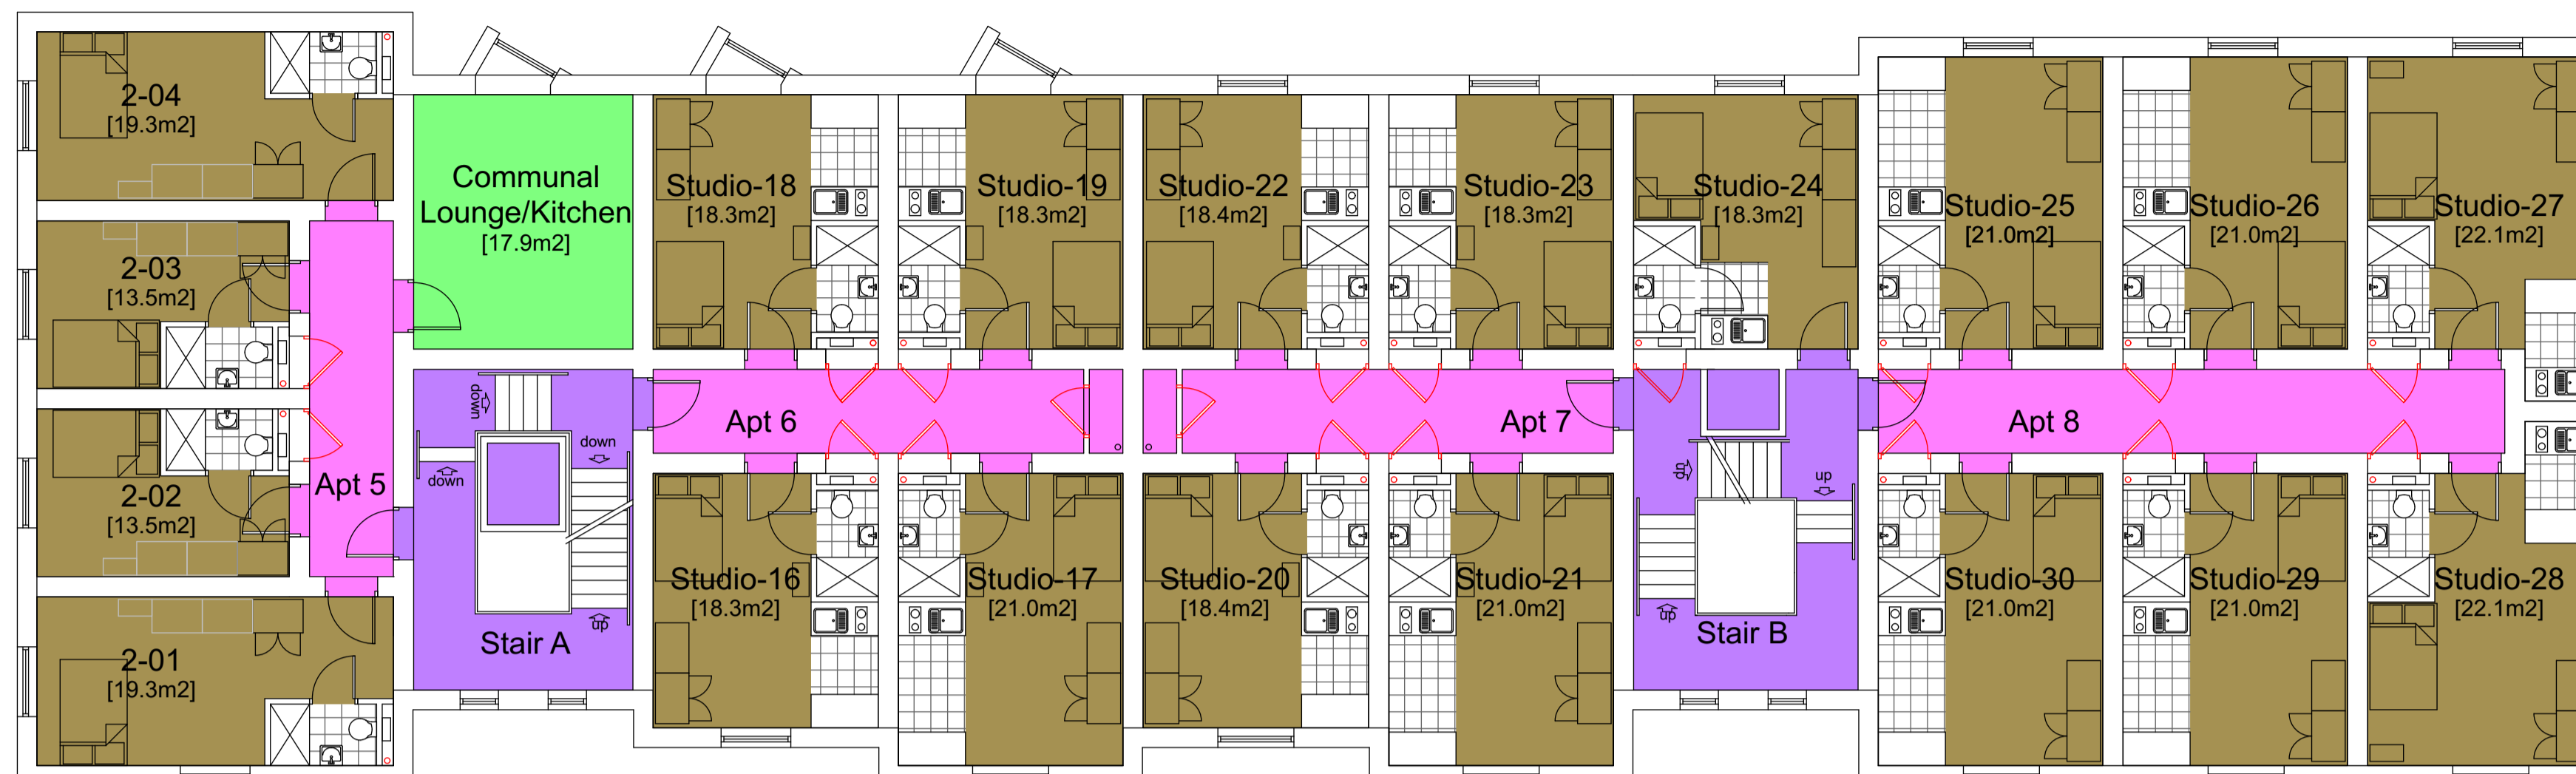 2-04
[19.3m2]
2-03
[13.5m2]
2-02
[13.5m2]
2-01
[19.3m2]
Apt 5
Communal
Lounge/Kitchen
[17.9m2]
down
down
down
up
Stair A
Studio-18
[18.3m2]
Studio-19
[18.3m2]
Apt 6
Studio-16
[18.3m2]
Studio-17
[21.0m2]
Studio-22
[18.4m2]
Studio-23
[18.3m2]
Apt 7
Studio-20
[18.4m2]
Studio-21
[21.0m2]
Studio-24
[18.3m2]
up
up
up
Stair B
Studio-25
[21.0m2]
Studio-26
[21.0m2]
Studio-27
[22.1m2]
Apt 8
Studio-30
[21.0m2]
Studio-29
[21.0m2]
Studio-28
[22.1m2]